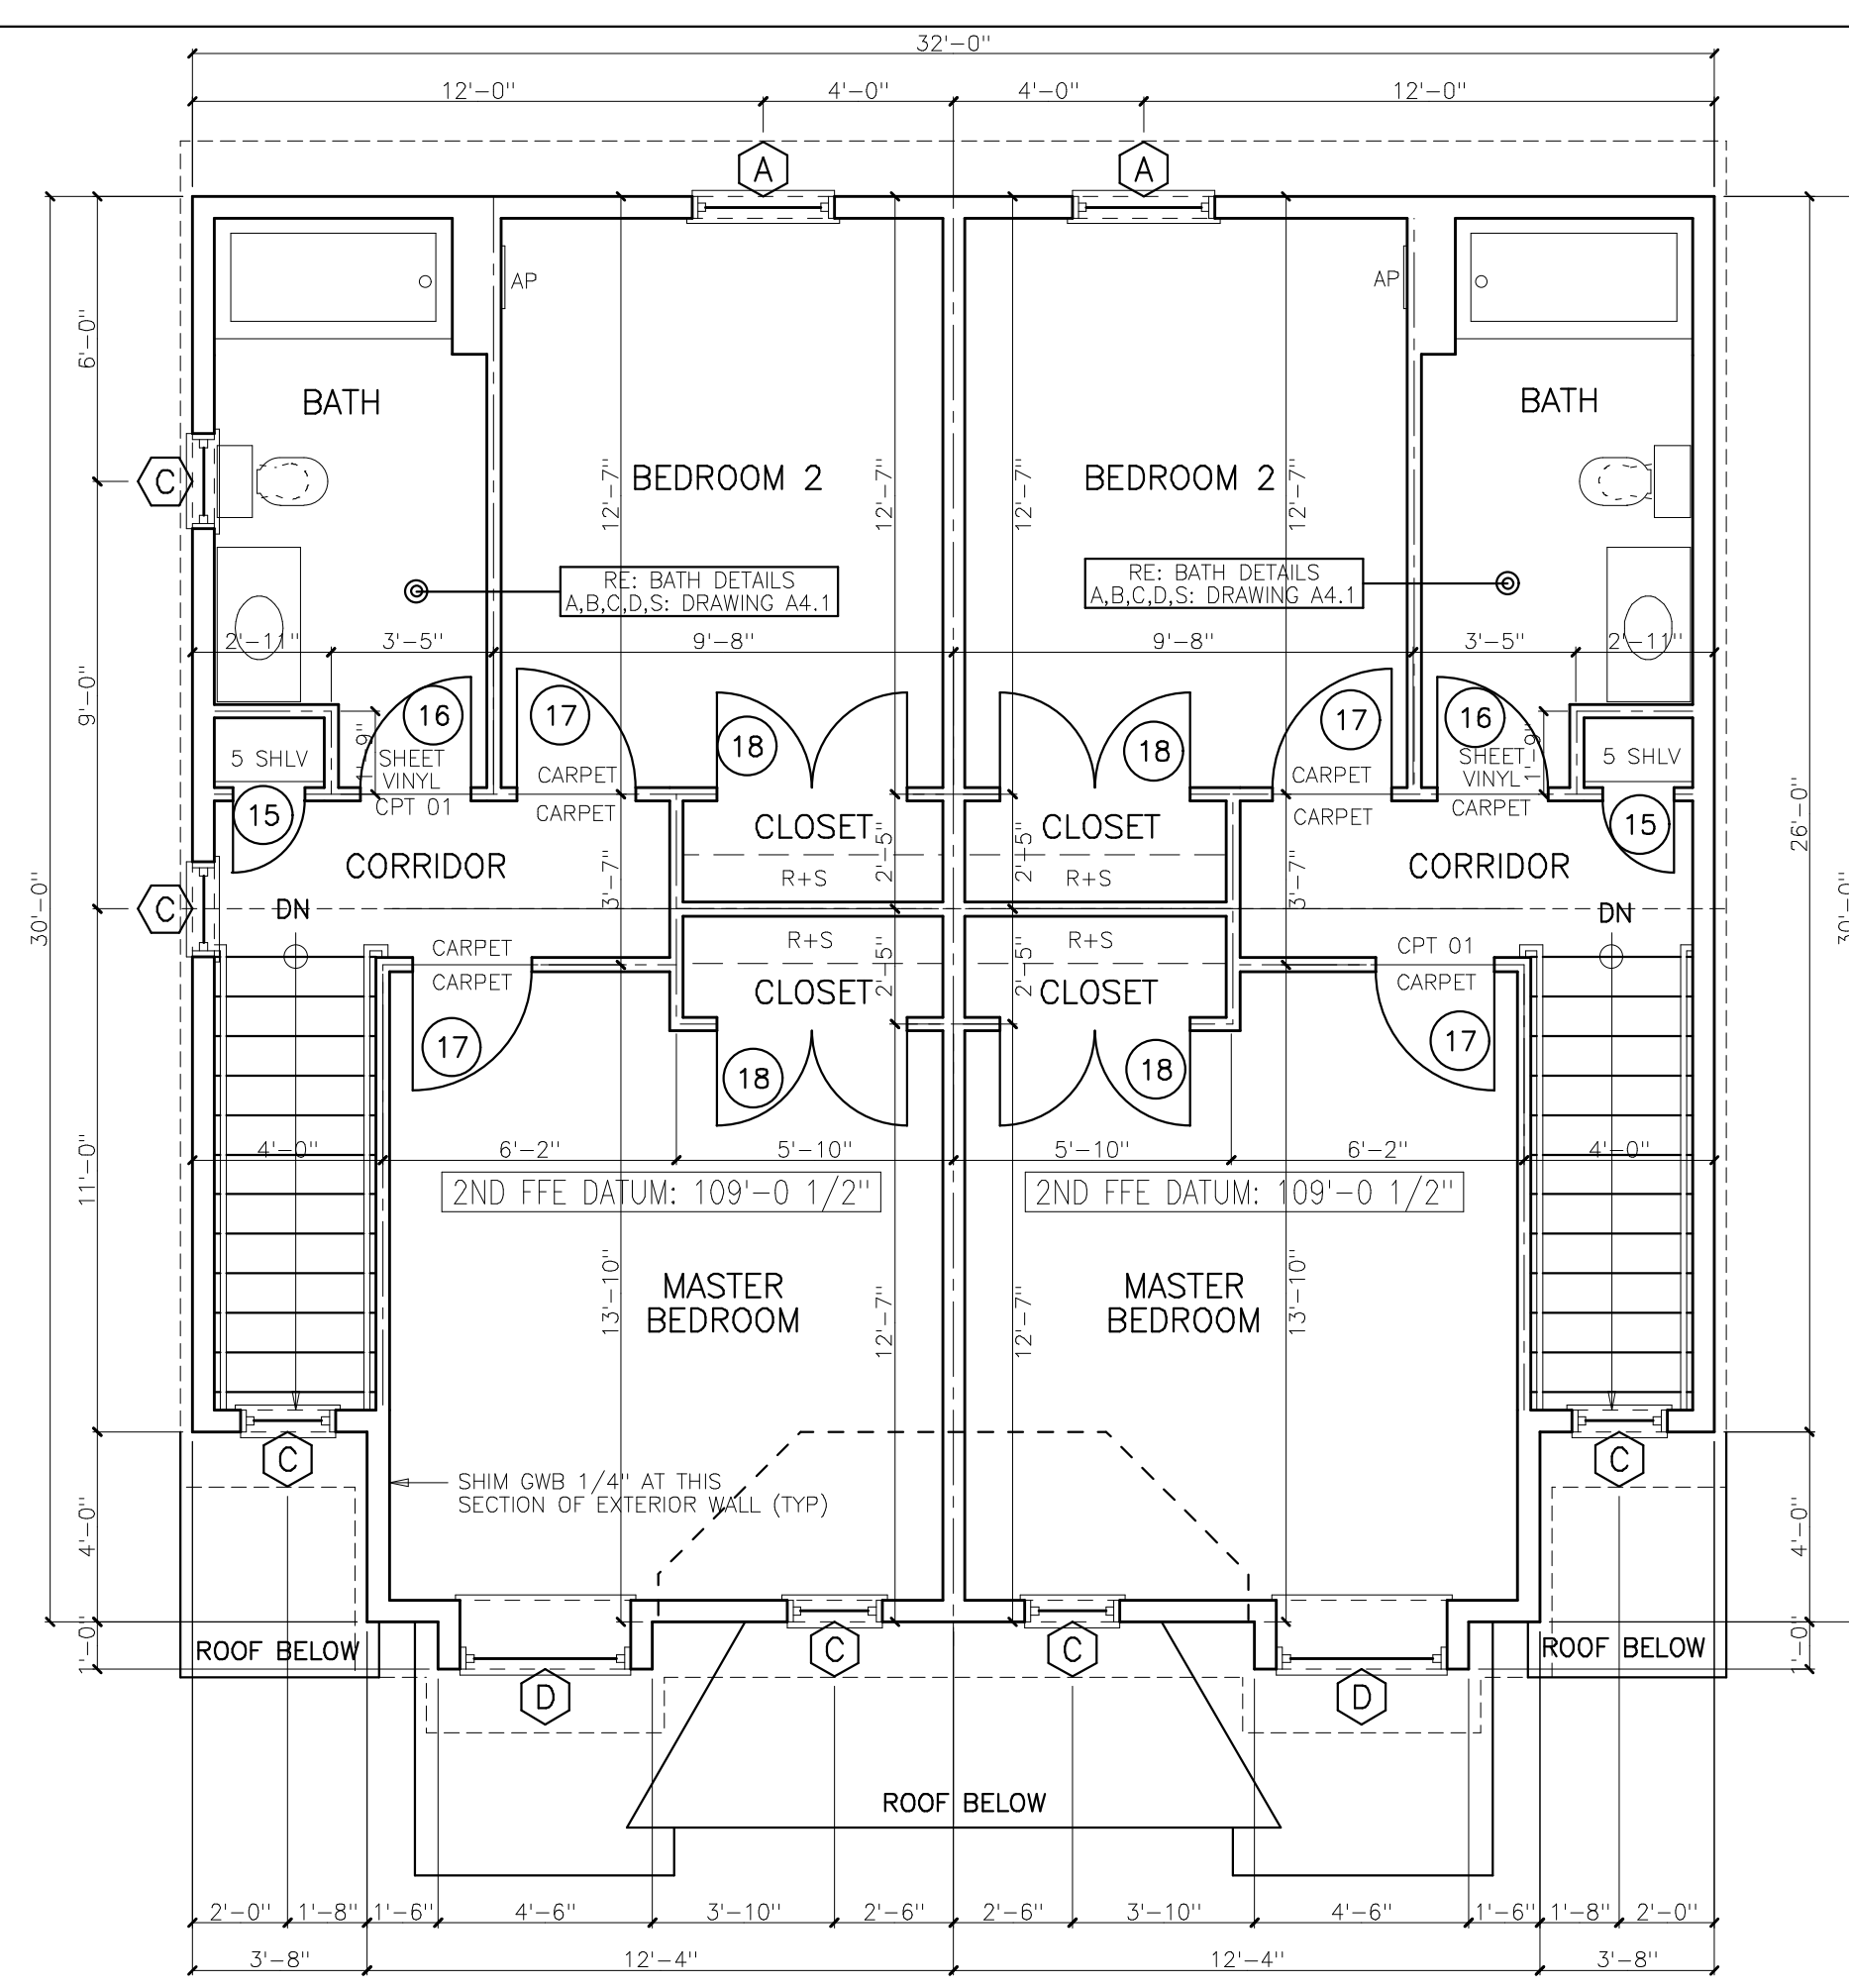 32'-0"
12'-0" 4'-0" 4'-0" 12'-0"
A A
AP AP
6'-0"
BATH BATH
C
BEDROOM 2 BEDROOM 2
12'-7" 12'-7" 12'-7" 12'-7"
RE: BATH DETAILS
A,B,C,D,S: DRAWING A4.1
RE: BATH DETAILS
A,B,C,D,S: DRAWING A4.1
2'-11" 3'-5" 9'-8" 9'-8" 3'-5" 2'-11"
9'-0"
16 17 18 18 17 16
1'-9" 1'-9"
5 SHLV SHEET
VINYL
CPT 01
CARPET
CARPET
CARPET
CARPET
SHEET
VINYL
CARPET
5 SHLV
15 15
CLOSET CLOSET
CORRIDOR CORRIDOR
2'-5" 2'-5"
R+S R+S
3'-7" 3'-7"
26'-0"
30'-0" 30'-0"
C
DN DN
CARPET
CARPET
R+S R+S
CPT 01
CARPET
2'-5" 2'-5"
CLOSET CLOSET
17 18 18 17
11'-0"
4'-0" 6'-2" 5'-10" 5'-10" 6'-2" 4'-0"
2ND FFE DATUM: 109'-0 1/2" 2ND FFE DATUM: 109'-0 1/2"
13'-10" 12'-7" 12'-7" 13'-10"
MASTER
BEDROOM
MASTER
BEDROOM
C C
SHIM GWB 1/4" AT THIS
SECTION OF EXTERIOR WALL (TYP)
4'-0" 4'-0"
1'-0" 1'-0"
ROOF BELOW ROOF BELOW
C C
D D
ROOF BELOW
2'-0" 1'-8" 1'-6" 4'-6" 3'-10" 2'-6" 2'-6" 3'-10" 4'-6" 1'-6" 1'-8" 2'-0"
3'-8" 12'-4" 12'-4" 3'-8"